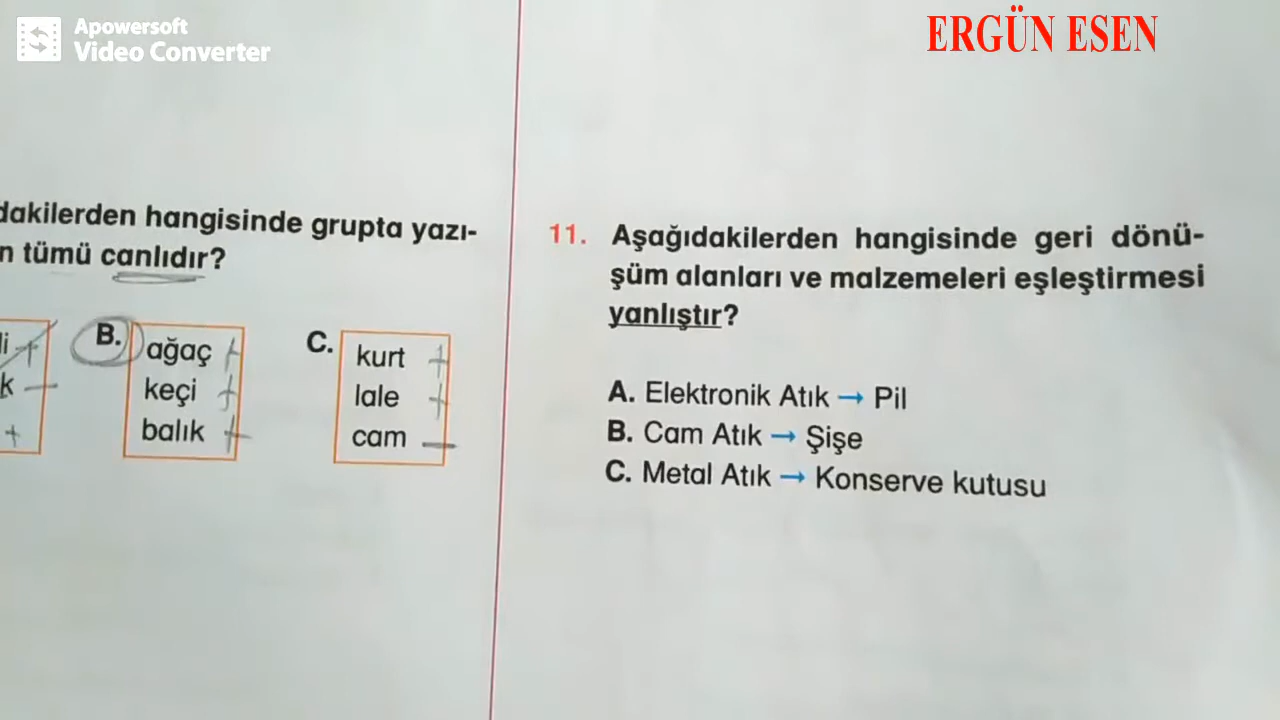 Apowersoft
Video Converter
ERGÜN ESEN
dakilerden hangisinde grupta yazı-
n tümü canlıdır?
li +
k –
+
B.
ağaç +
keçi +
balık +
C.
kurt +
lale +
cam –
11. Aşağıdakilerden hangisinde geri dönü-
şüm alanları ve malzemeleri eşleştirmesi
yanlıştır?
A. Elektronik Atık → Pil
B. Cam Atık → Şişe
C. Metal Atık → Konserve kutusu